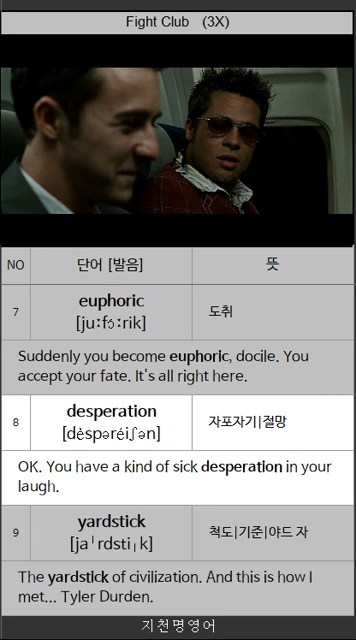 Fight Club (3X)
NO 단어 [발음] 뜻
7 euphoric 도취
[juːfɔ́ːrik]
Suddenly you become euphoric, docile. You
accept your fate. It's all right here.
8 desperation 자포자기|절망
[dèspəréiʃən]
OK. You have a kind of sick desperation in your
laugh.
9 yardstick 척도|기준|야드 자
[jaˈrdstiˌk]
The yardstick of civilization. And this is how I
met... Tyler Durden.
지천명영어